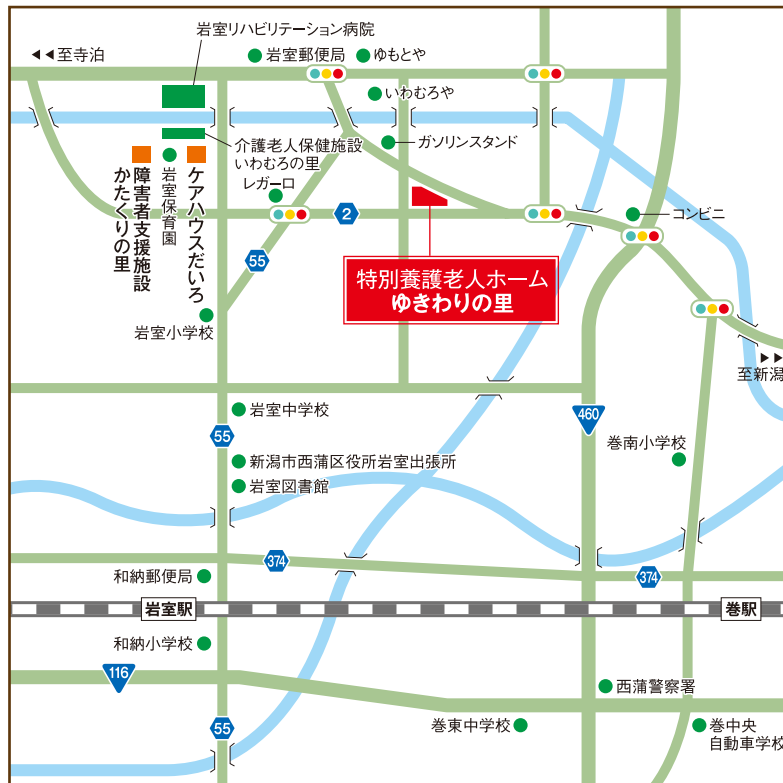 岩室リハビリテーション病院
◀◀至寺泊
岩室郵便局
ゆもとや
いわむろや
ガソリンスタンド
介護老人保健施設
いわむろの里
レガーロ
障害者支援施設
かたくりの里
岩室保育園
ケアハウスだいろ
2
コンビニ
55
特別養護老人ホーム
ゆきわりの里
岩室小学校
▶▶
至新潟
岩室中学校
460
55
巻南小学校
新潟市西蒲区役所岩室出張所
岩室図書館
374
和納郵便局
374
岩室駅
巻駅
和納小学校
116
西蒲警察署
55
巻東中学校
巻中央
自動車学校